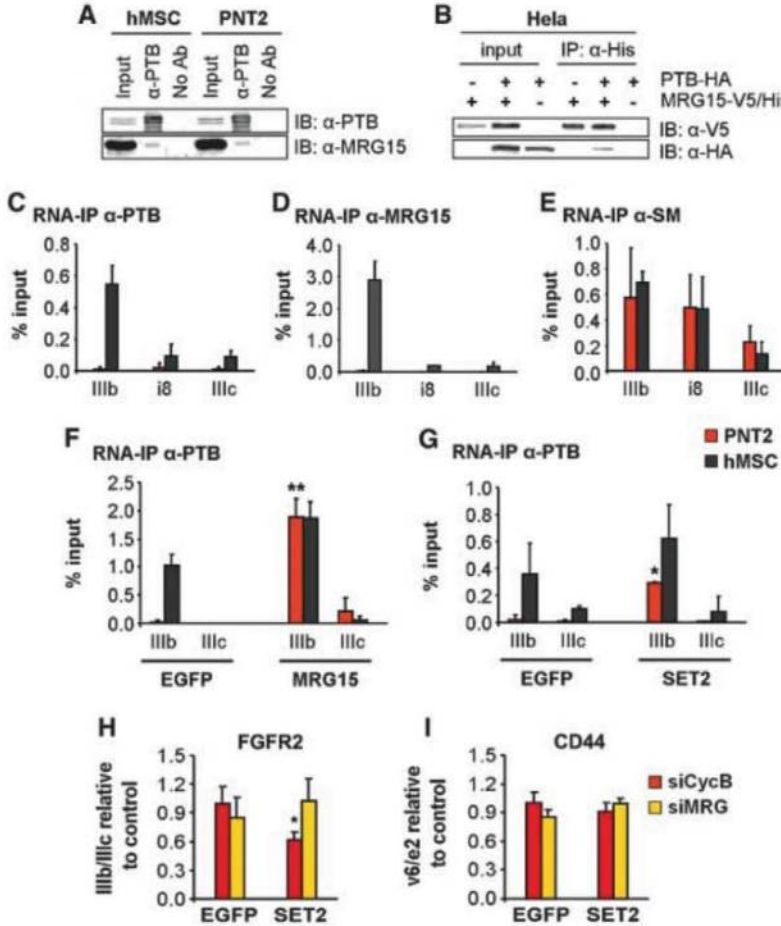 A
hMSC PNT2
Input α-PTB No Ab Input α-PTB No Ab
IB: α-PTB
IB: α-MRG15
B
Hela
input IP: α-His
- + + - + + PTB-HA
+ + - + + - MRG15-V5/Hi
IB: α-V5
IB: α-HA
C
RNA-IP α-PTB
% input
0.8
0.6
0.4
0.2
0.0
IIIb i8 IIIc
D
RNA-IP α-MRG15
% input
4.0
3.0
2.0
1.0
0.0
IIIb i8 IIIc
E
RNA-IP α-SM
% input
1.0
0.8
0.6
0.4
0.2
0.0
IIIb i8 IIIc
F
RNA-IP α-PTB
% input
2.5
2.0
1.5
1.0
0.5
0.0
**
IIIb IIIc IIIb IIIc
EGFP MRG15
G
RNA-IP α-PTB
PNT2
hMSC
% input
1.0
0.8
0.6
0.4
0.2
0.0
*
IIIb IIIc IIIb IIIc
EGFP SET2
H
FGFR2
IIIb/IIIc relative
to control
1.5
1.2
0.9
0.6
0.3
0.0
*
EGFP SET2
I
CD44
v6/e2 relative
to control
1.5
1.2
0.9
0.6
0.3
0.0
EGFP SET2
siCycB
siMRG